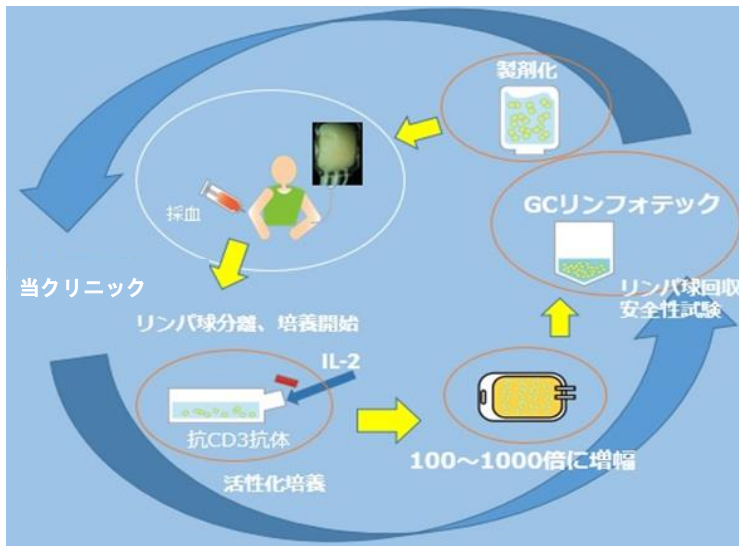 製剤化
採血
GCリンフォテック
当クリニック
リンパ球回収
安全性試験
リンパ球分離、培養開始
IL-2
抗CD3抗体
活性化培養
100～1000倍に増幅